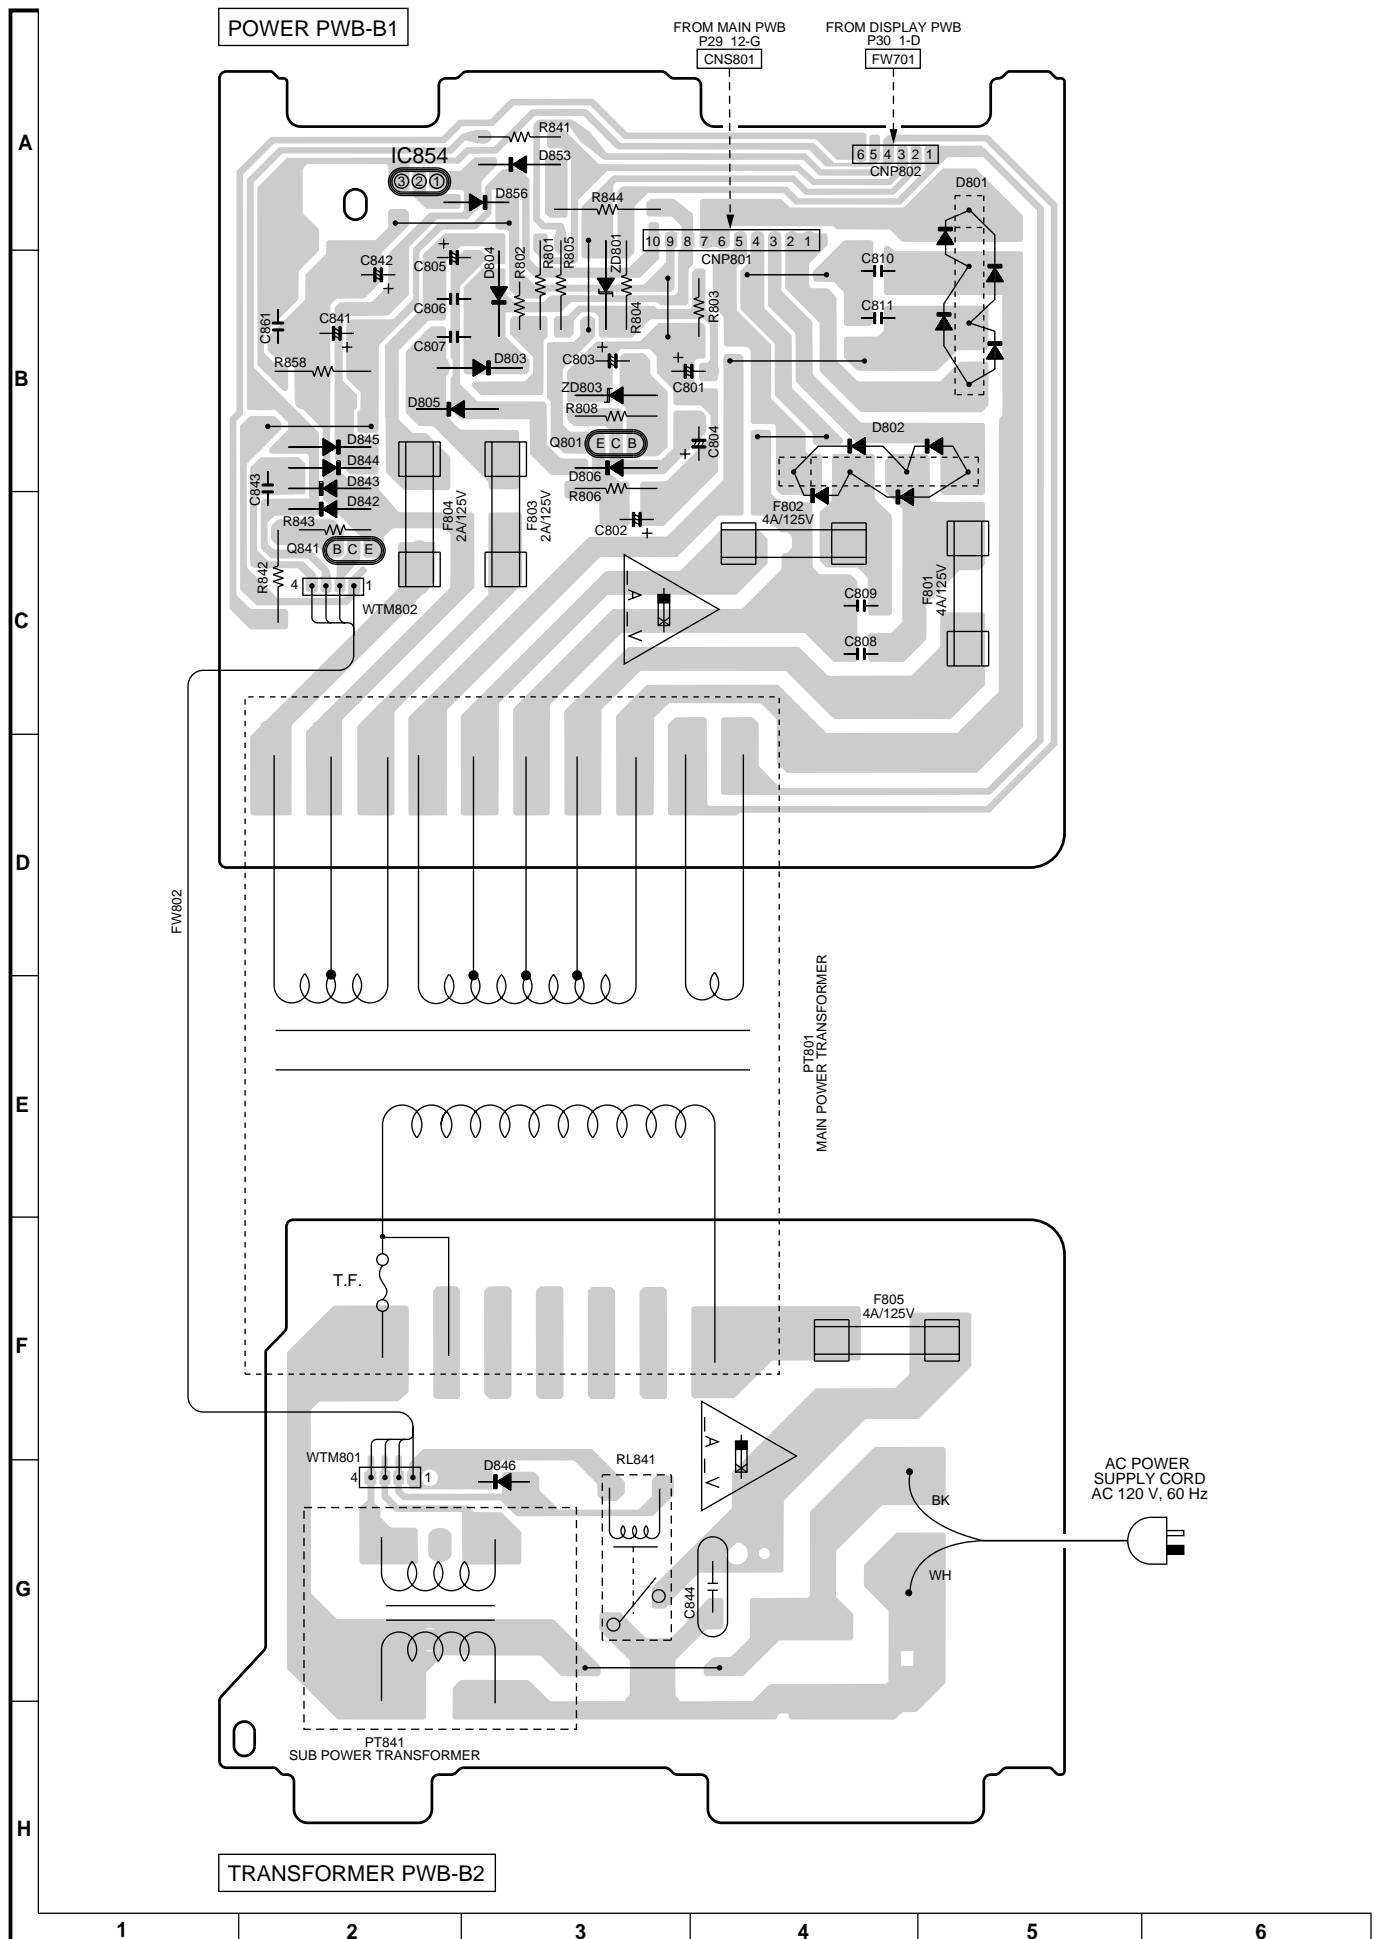 POWER PWB-B1
FROM MAIN PWB
P29 12-G
CNS801
FROM DISPLAY PWB
P30 1-D
FW701
A
R841
IC854
3 2 1
D853
D856
6 5 4 3 2 1
CNP802
D801
R844
10 9 8 7 6 5 4 3 2 1
CNP801
C842
+
+
C805
D804
R802
R801
R805
ZD801
R804
R803
C810
C806
C811
C861
C841
+
C807
B
R858
D803
+
C803
+
C801
ZD803
D805
R808
D802
Q801
E C B
C804
+
D845
D844
D843
D842
C843
D806
R806
F804
2A/125V
F803
2A/125V
F802
4A/125V
R843
C802
+
Q841
B C E
R842
4
1
WTM802
A
V
C809
F801
4A/125V
C
C808
D
FW802
PT801
MAIN POWER TRANSFORMER
E
T.F.
F805
4A/125V
F
A
V
WTM801
4
1
D846
RL841
AC POWER
SUPPLY CORD
AC 120 V, 60 Hz
BK
WH
G
C844
PT841
SUB POWER TRANSFORMER
H
TRANSFORMER PWB-B2
1 2 3 4 5 6